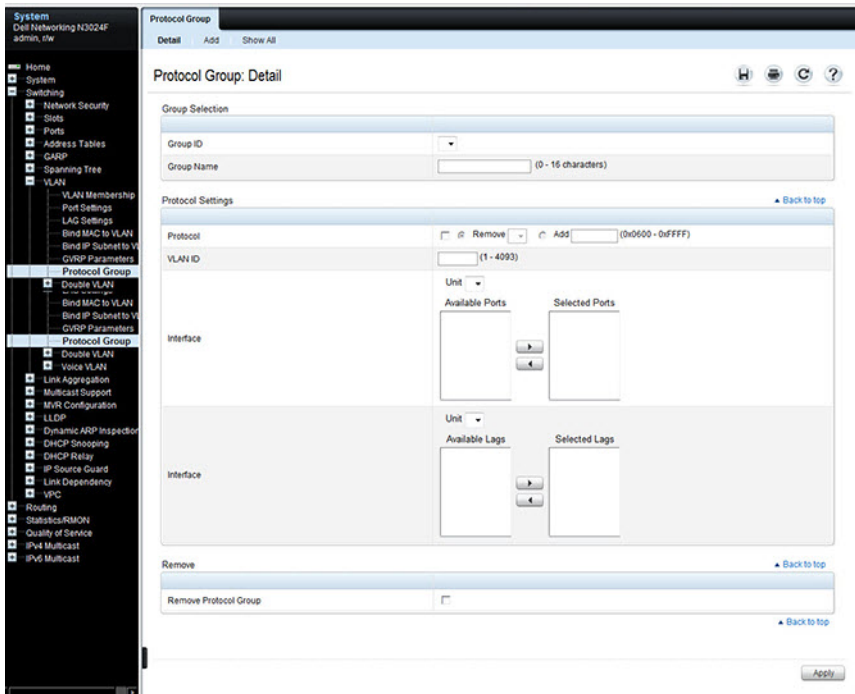 System
Dell Networking N3024F
admin, r/w
Home
System
Switching
Network Security
Slots
Ports
Address Tables
GARP
Spanning Tree
VLAN
VLAN Membership
Port Settings
LAG Settings
Bind MAC to VLAN
Bind IP Subnet to VL
GVRP Parameters
Protocol Group
Double VLAN
Bind MAC to VLAN
Bind IP Subnet to VL
GVRP Parameters
Protocol Group
Double VLAN
Voice VLAN
Link Aggregation
Multicast Support
MVR Configuration
LLDP
Dynamic ARP Inspection
DHCP Snooping
DHCP Relay
IP Source Guard
Link Dependency
VPC
Routing
Statistics/RMON
Quality of Service
IPv4 Multicast
IPv6 Multicast
Protocol Group
Detail Add Show All
Protocol Group: Detail
Group Selection
Group ID
Group Name (0 - 16 characters)
Protocol Settings ▲ Back to top
Protocol Remove Add (0x0600 - 0xFFFF)
VLAN ID (1 - 4093)
Unit
Available Ports Selected Ports
Interface
Unit
Available Lags Selected Lags
Interface
Remove ▲ Back to top
Remove Protocol Group
▲ Back to top
Apply